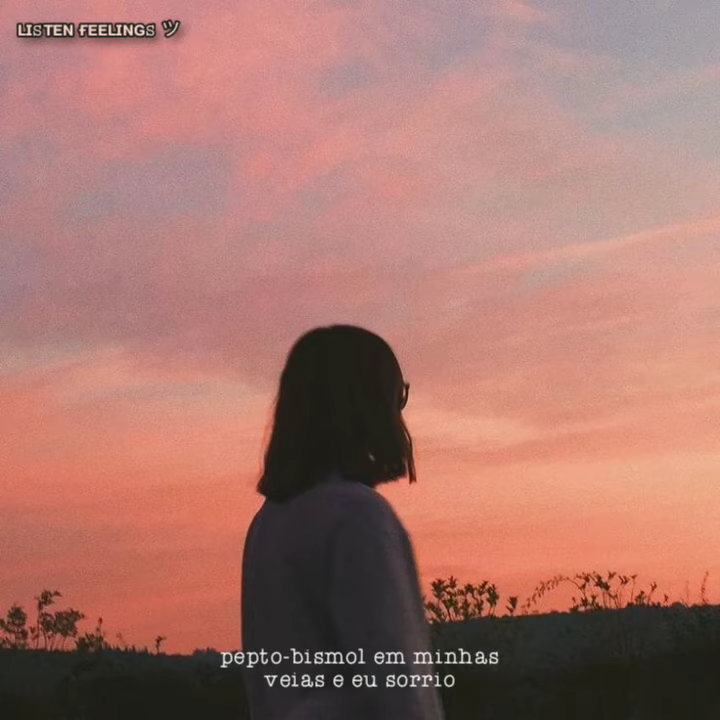 LISTEN FEELINGS ツ
pepto-bismol em minhas
veias e eu sorrio